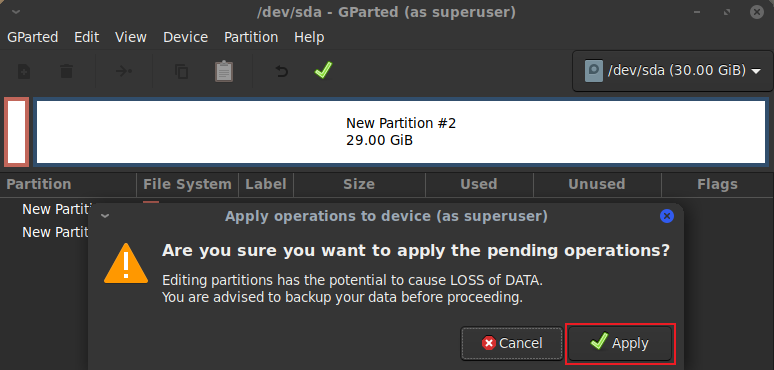 /dev/sda - GParted (as superuser)
GParted Edit View Device Partition Help
/dev/sda (30.00 GiB)
New Partition #2
29.00 GiB
Partition File System Label Size Used Unused Flags
New Partiti
New Partit
Apply operations to device (as superuser)
Are you sure you want to apply the pending operations?
Editing partitions has the potential to cause LOSS of DATA.
You are advised to backup your data before proceeding.
Cancel Apply